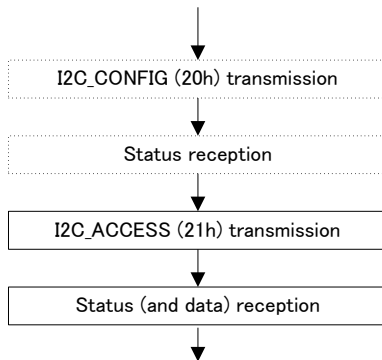 I2C_CONFIG (20h) transmission
Status reception
I2C_ACCESS (21h) transmission
Status (and data) reception